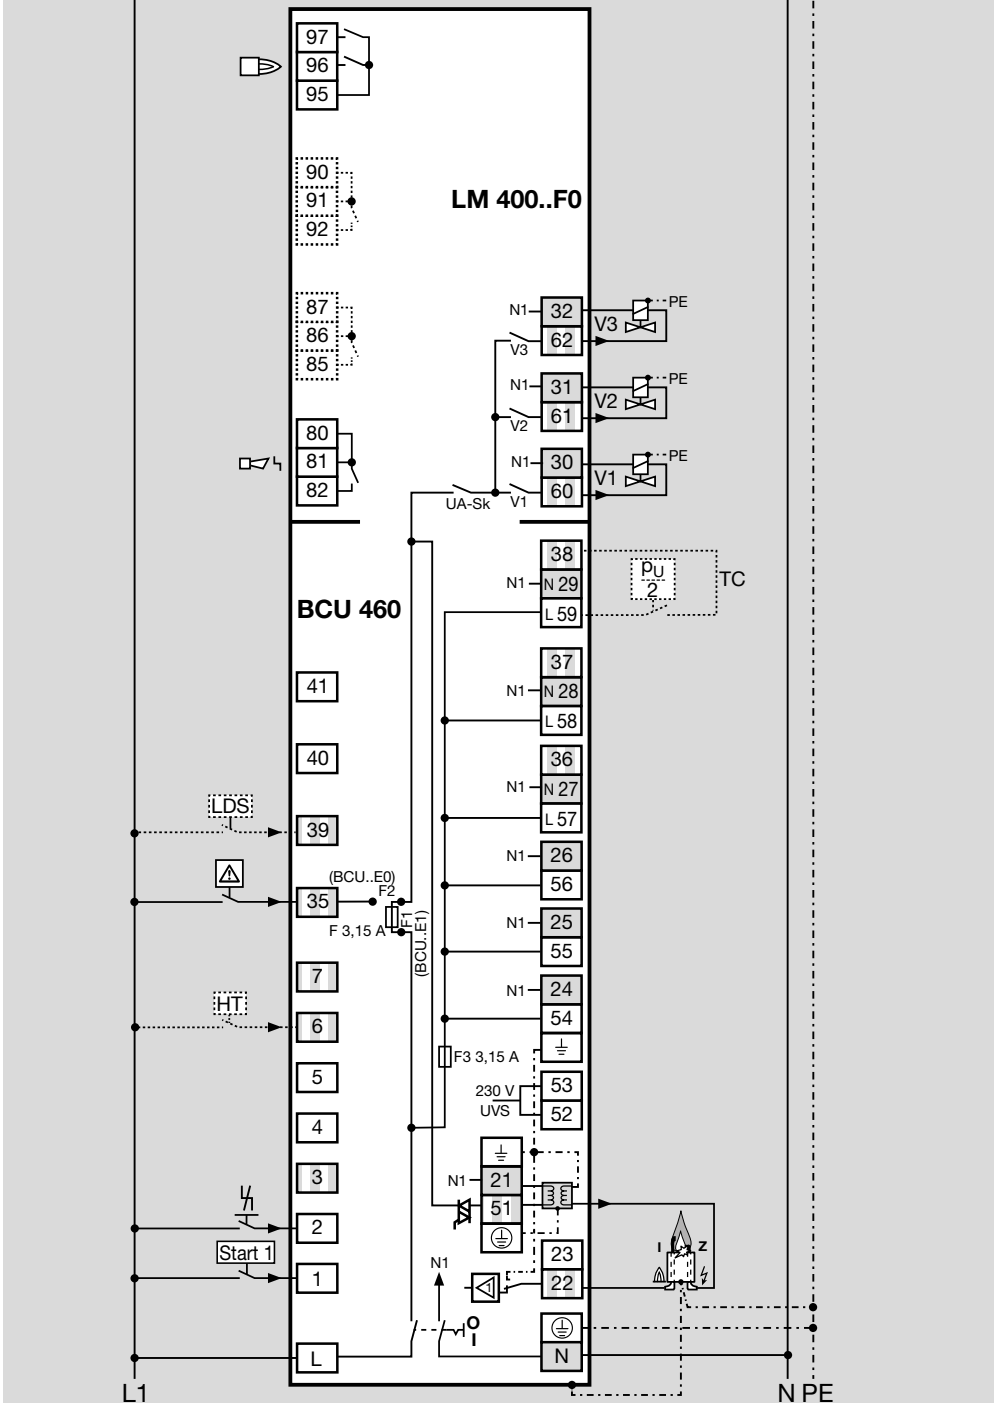 97
96
95
90
91
92
LM 400..F0
87
86
85
N1
32
PE
V3
V3
62
N1
31
PE
V2
V2
61
80
81
82
N1
30
PE
V1
UA-Sk
V1
60
38
pU
2
TC
N1
N 29
BCU 460
L 59
37
41
N1
N 28
L 58
40
36
N1
N 27
LDS
39
L 57
N1
26
(BCU..E0)
F2
56
35
F 3,15 A
F1
(BCU..E1)
N1
25
55
7
N1
24
HT
6
54
F3 3,15 A
5
53
230 V
UVS
52
4
3
N1
21
51
2
Start 1
I
Z
23
N1
1
1
22
O
I
L
N
L1
N PE